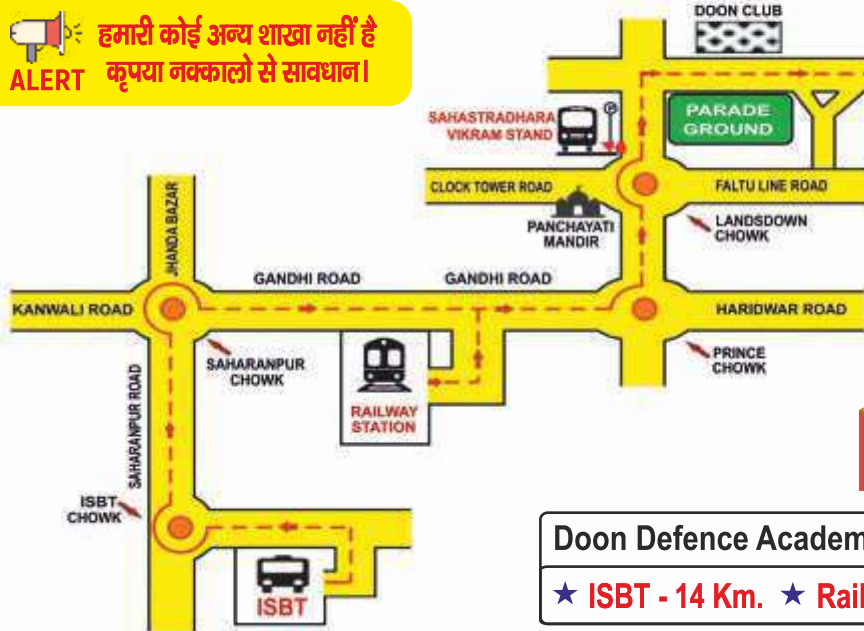 हमारी कोई अन्य शाखा नहीं है
कृपया नक्कालो से सावधान।
ALERT
DOON CLUB
SAHASTRADHARA
VIKRAM STAND
P
PARADE
GROUND
CLOCK TOWER ROAD
FALTU LINE ROAD
PANCHAYATI
MANDIR
LANDSDOWN
CHOWK
JHANDA BAZAR
GANDHI ROAD
GANDHI ROAD
KANWALI ROAD
HARIDWAR ROAD
SAHARANPUR
CHOWK
PRINCE
CHOWK
RAILWAY
STATION
SAHARANPUR ROAD
ISBT
CHOWK
ISBT
Doon Defence Academ
★ ISBT - 14 Km. ★ Rail